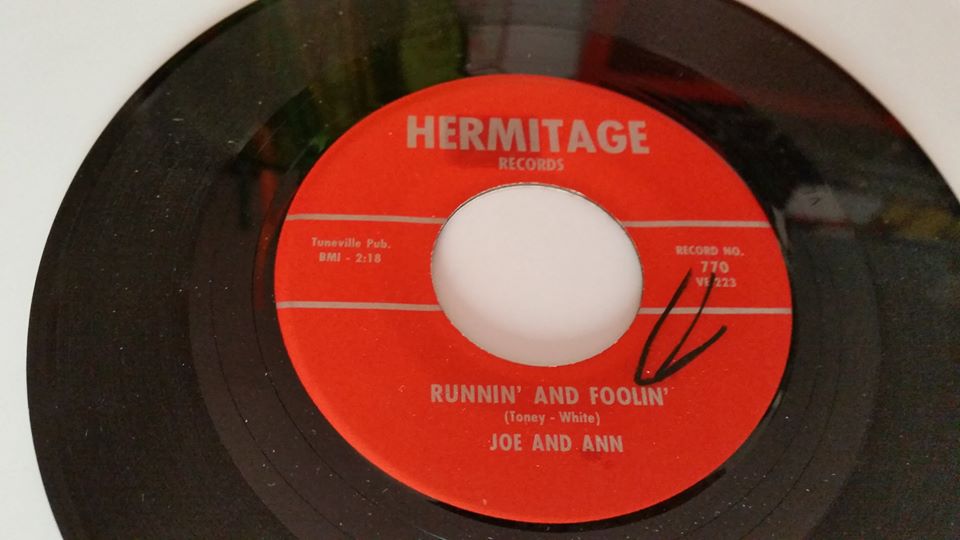 HERMITAGE
RECORDS
Tuneville Pub.
BMI - 2:18
RECORD NO.
770
VE 223
RUNNIN' AND FOOLIN'
(Toney - White)
JOE AND ANN